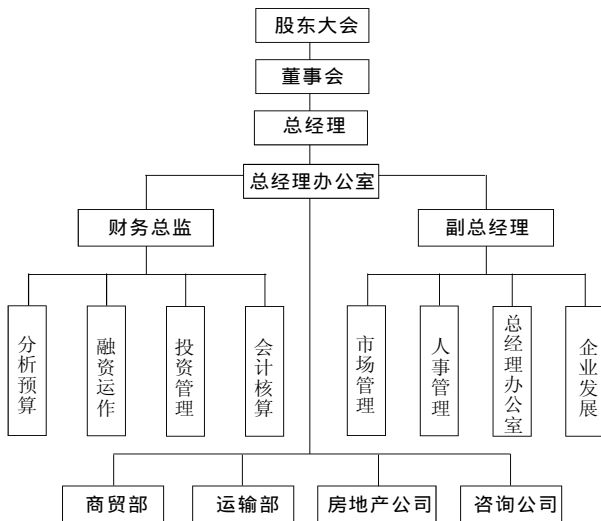 股东大会
董事会
总经理
总经理办公室
财务总监
副总经理
分析预算
融资运作
投资管理
会计核算
市场管理
人事管理
总经理办公室
企业发展
商贸部
运输部
房地产公司
咨询公司